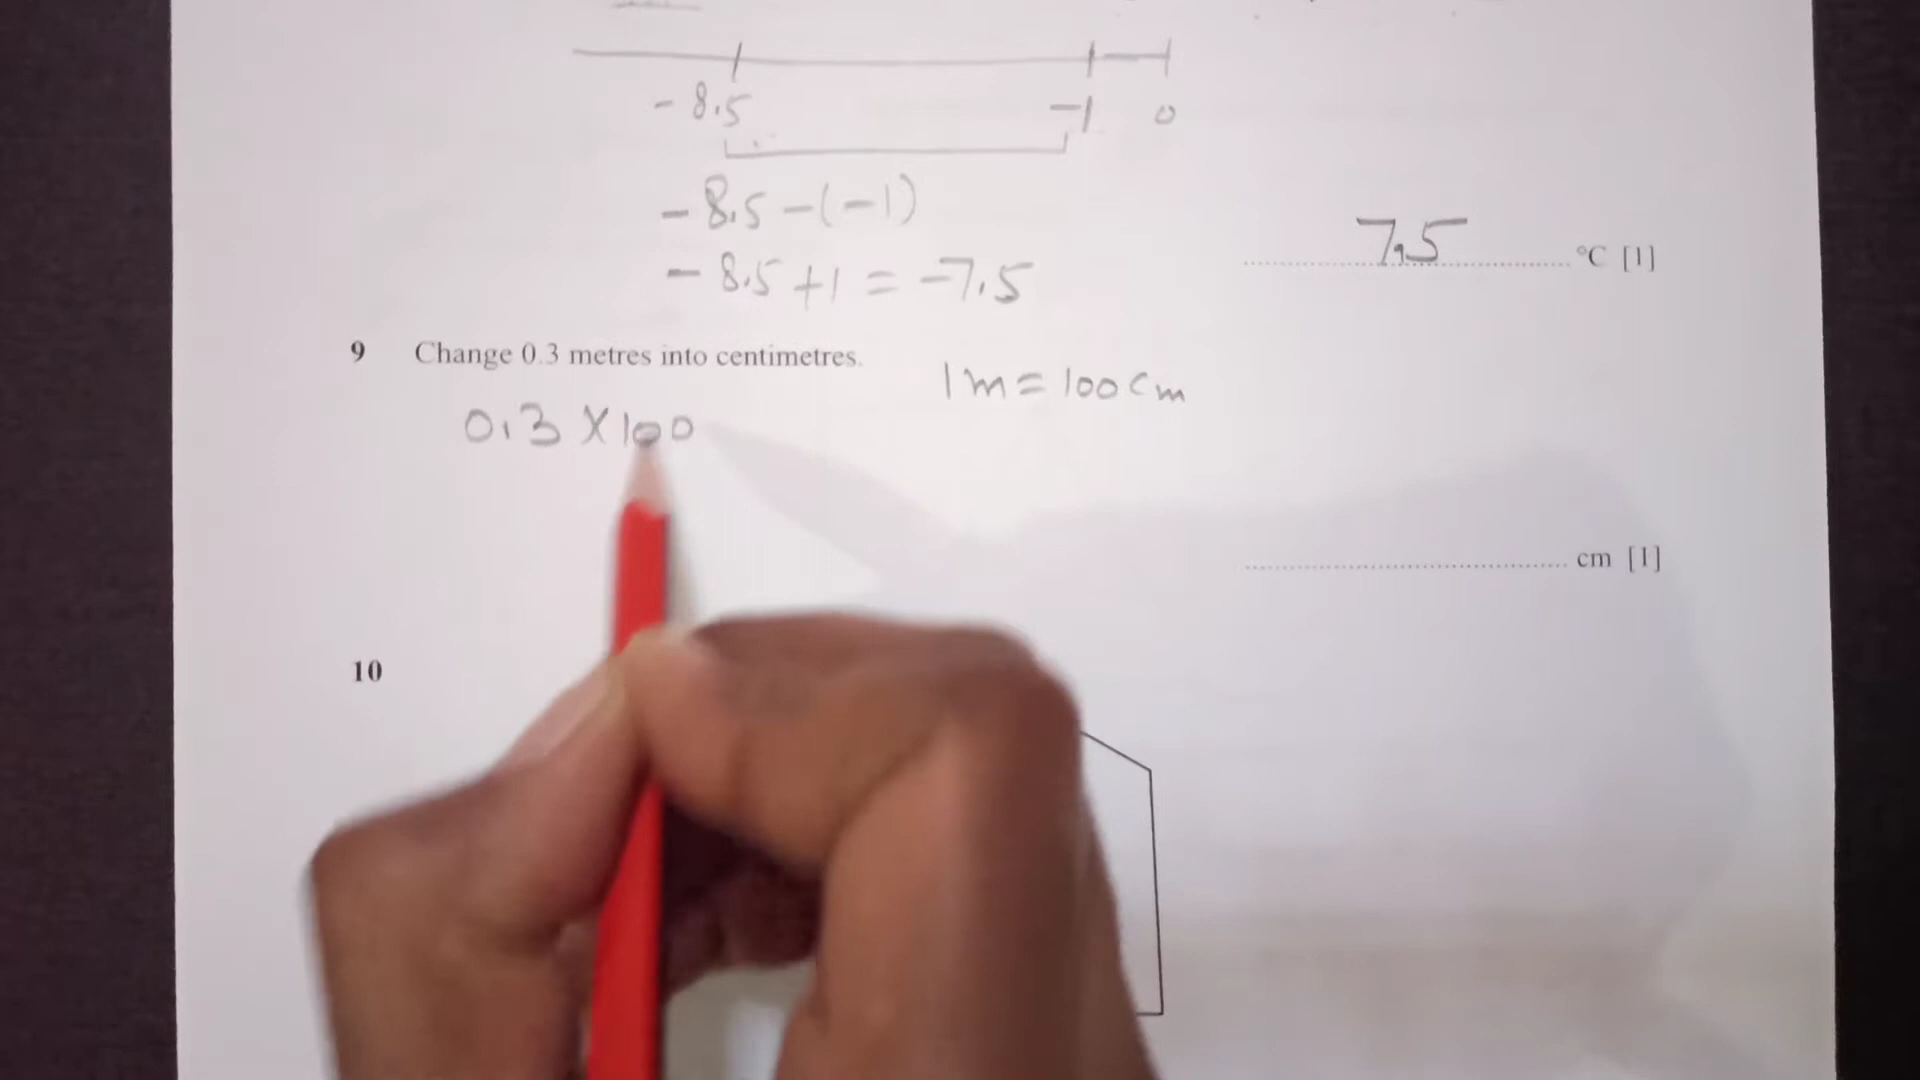 -8.5 -1 0
-8.5-(-1)
7.5 °C [1]
-8.5+1 = -7.5
9 Change 0.3 metres into centimetres.
1m = 100cm
0.3 X 100
cm [1]
10